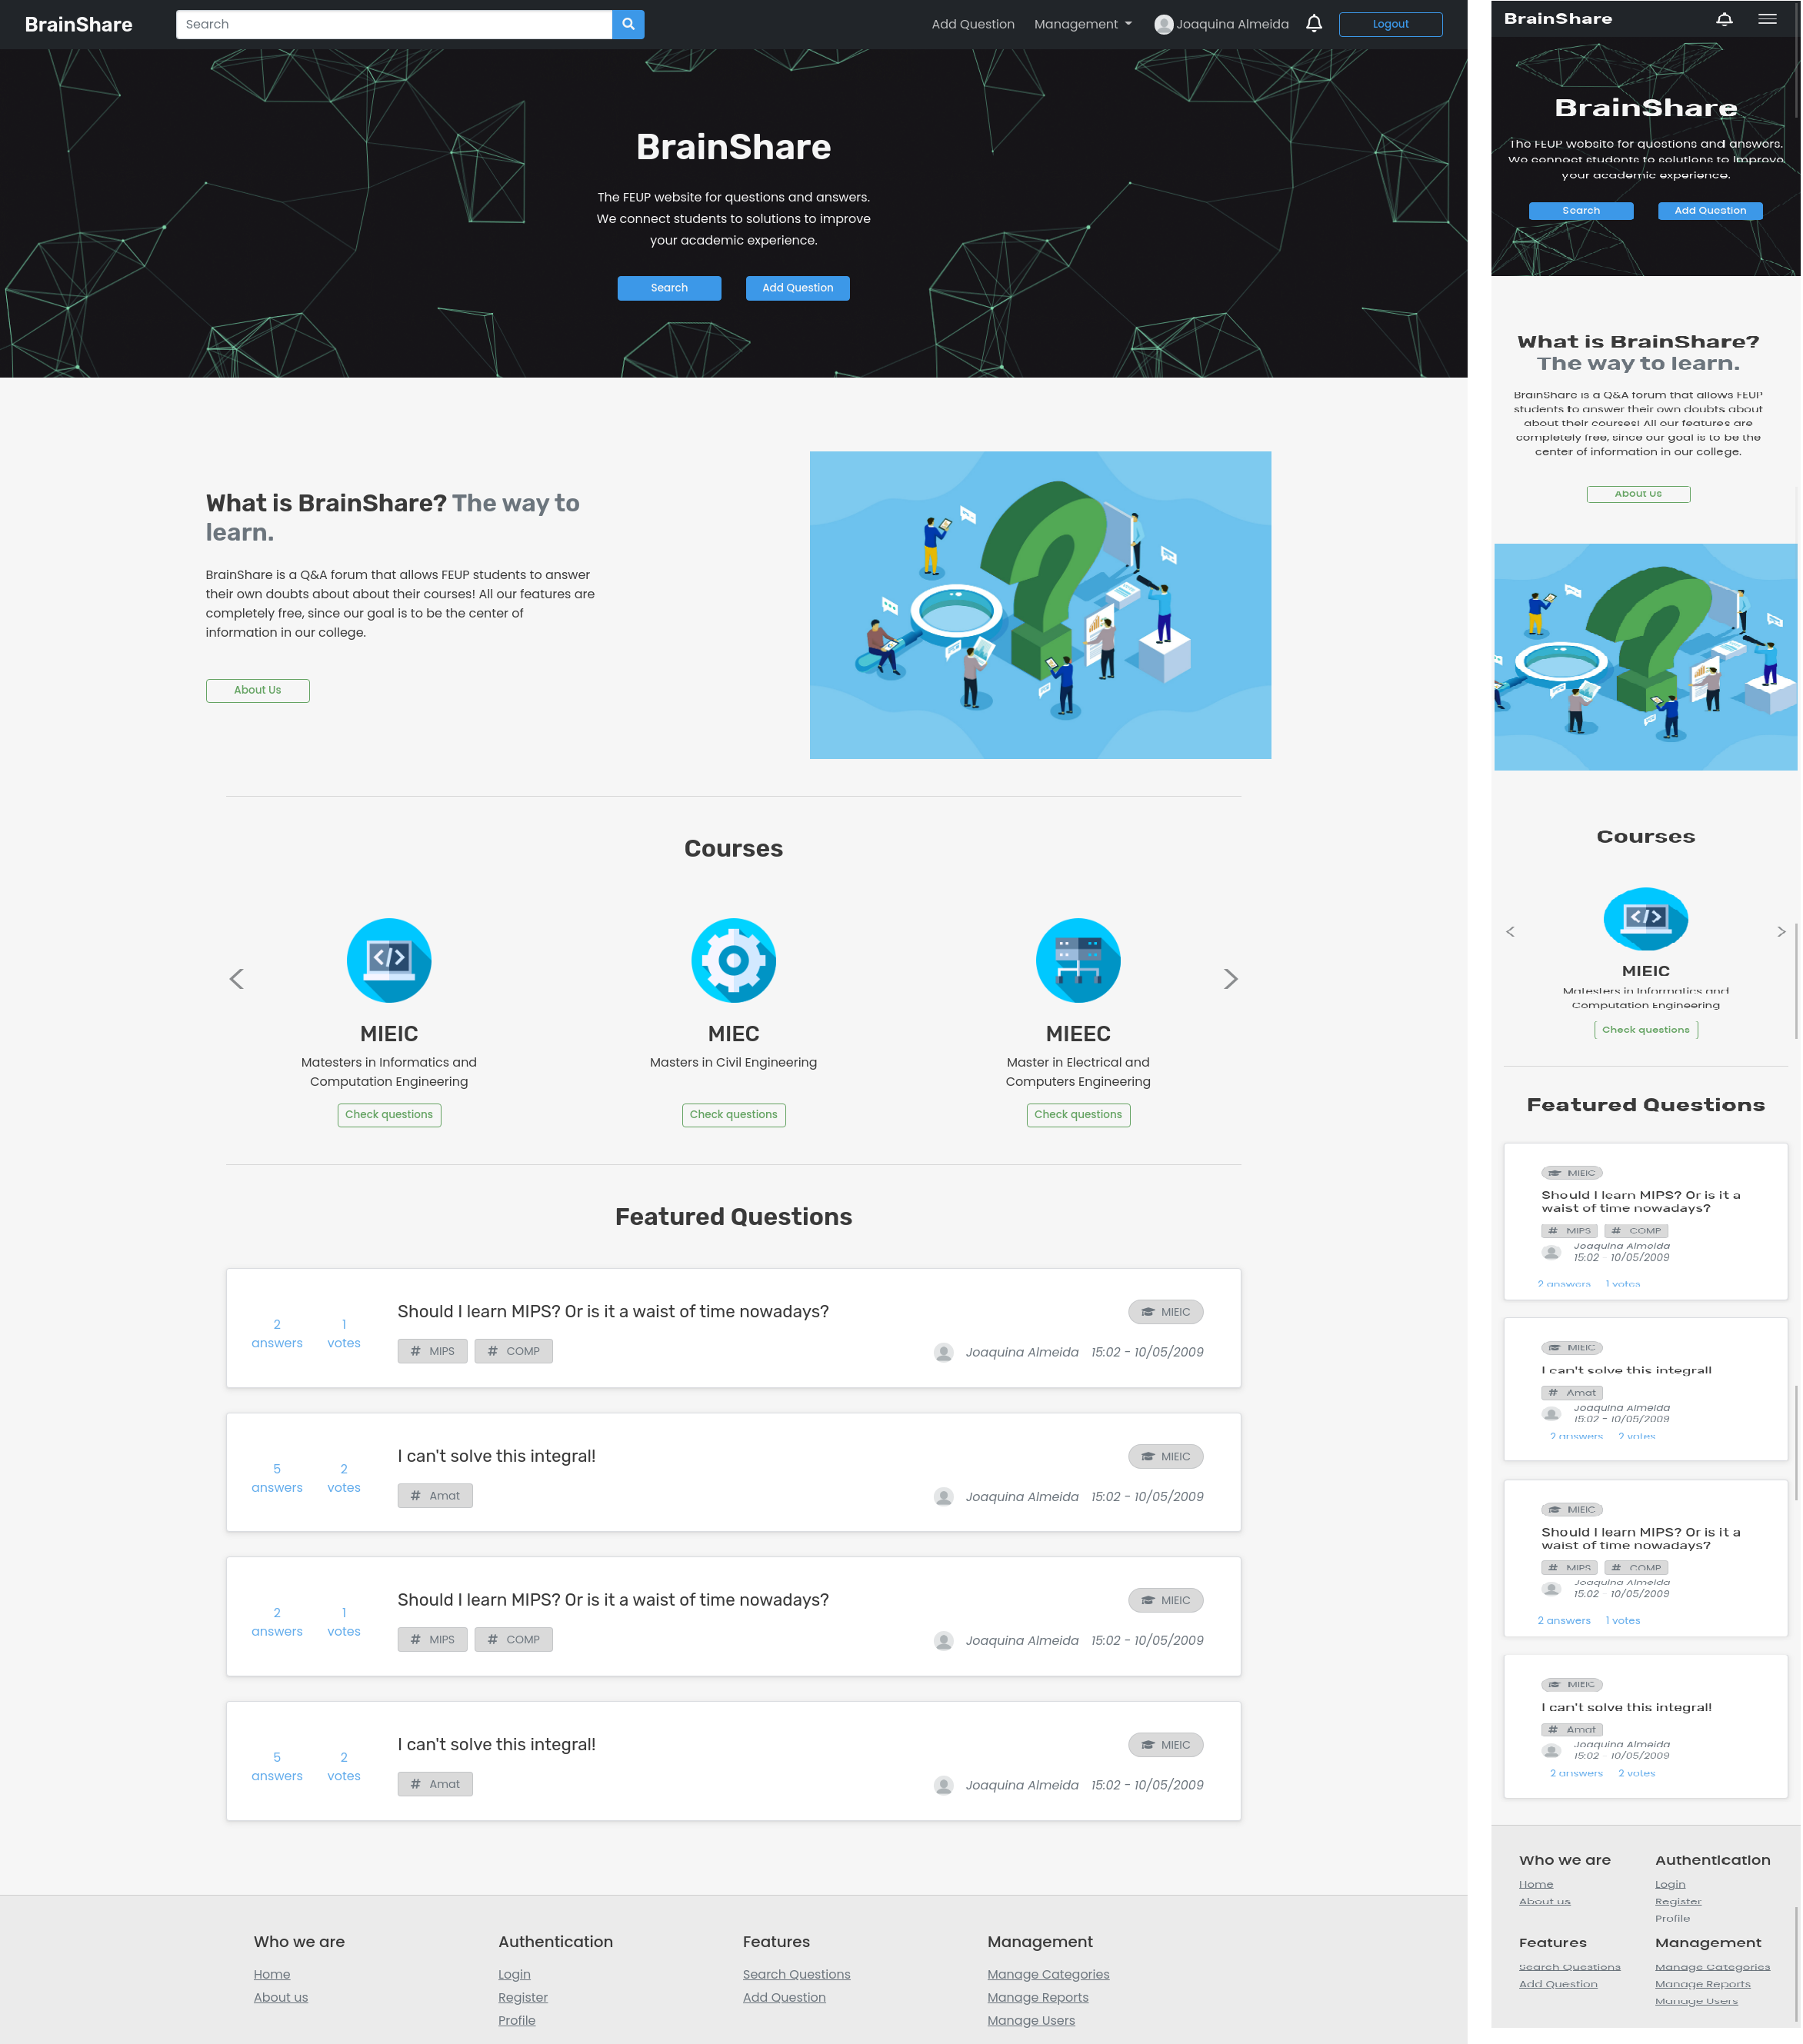 BrainShare
Search
Add Question
Management
Joaquina Almeida
Logout
BrainShare
The FEUP website for questions and answers.
We connect students to solutions to improve
your academic experience.
Search
Add Question
What is BrainShare? The way to
learn.
BrainShare is a Q&A forum that allows FEUP students to answer
their own doubts about about their courses! All our features are
completely free, since our goal is to be the center of
information in our college.
About Us
Courses
MIEIC
Matesters in Informatics and
Computation Engineering
Check questions
MIEC
Masters in Civil Engineering
Check questions
MIEEC
Master in Electrical and
Computers Engineering
Check questions
Featured Questions
2
answers
1
votes
Should I learn MIPS? Or is it a waist of time nowadays?
MIEIC
# MIPS
# COMP
Joaquina Almeida 15:02 - 10/05/2009
5
answers
2
votes
I can't solve this integral!
MIEIC
# Amat
Joaquina Almeida 15:02 - 10/05/2009
2
answers
1
votes
Should I learn MIPS? Or is it a waist of time nowadays?
MIEIC
# MIPS
# COMP
Joaquina Almeida 15:02 - 10/05/2009
5
answers
2
votes
I can't solve this integral!
MIEIC
# Amat
Joaquina Almeida 15:02 - 10/05/2009
Who we are
Home
About us
Authentication
Login
Register
Profile
Features
Search Questions
Add Question
Management
Manage Categories
Manage Reports
Manage Users
BrainShare
BrainShare
The FEUP website for questions and answers.
We connect students to solutions to improve
your academic experience.
Search
Add Question
What is BrainShare?
The way to learn.
BrainShare is a Q&A forum that allows FEUP
students to answer their own doubts about
about their courses! All our features are
completely free, since our goal is to be the
center of information in our college.
About Us
Courses
MIEIC
Matesters in Informatics and
Computation Engineering
Check questions
Featured Questions
MIEIC
Should I learn MIPS? Or is it a
waist of time nowadays?
# MIPS
# COMP
Joaquina Almeida
15:02 10/05/2009
2 answers 1 votes
MIEIC
I can't solve this integral!
# Amat
Joaquina Almeida
15:02 - 10/05/2009
2 answers 2 votes
MIEIC
Should I learn MIPS? Or is it a
waist of time nowadays?
# MIPS
# COMP
Joaquina Almeida
15:02 10/05/2009
2 answers 1 votes
MIEIC
I can't solve this integral!
# Amat
Joaquina Almeida
15:02 10/05/2009
2 answers 2 votes
Who we are
Home
About us
Authentication
Login
Register
Profile
Features
Search Questions
Add Question
Management
Manage Categories
Manage Reports
Manage Users